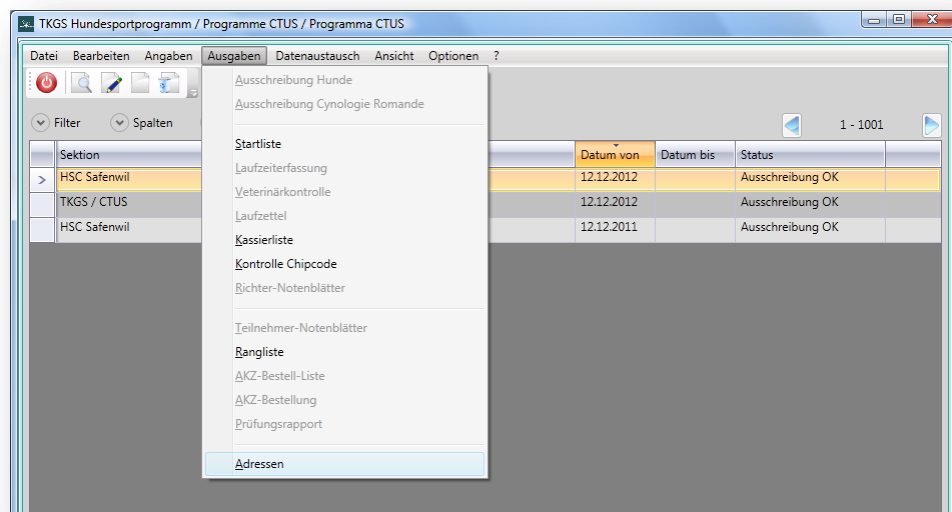 TKGS Hundesportprogramm / Programme CTUS / Programma CTUS
Datei Bearbeiten Angaben Ausgaben Datenaustausch Ansicht Optionen ?
Ausschreibung Hunde
Ausschreibung Cynologie Romande
Startliste
Laufzeiterfassung
Veterinärkontrolle
Laufzettel
Kassierliste
Kontrolle Chipcode
Richter-Notenblätter
Teilnehmer-Notenblätter
Rangliste
AKZ-Bestell-Liste
AKZ-Bestellung
Prüfungsrapport
Adressen
Filter Spalten 1 - 1001
Sektion Datum von Datum bis Status
HSC Safenwil 12.12.2012 Ausschreibung OK
TKGS / CTUS 12.12.2012 Ausschreibung OK
HSC Safenwil 12.12.2011 Ausschreibung OK